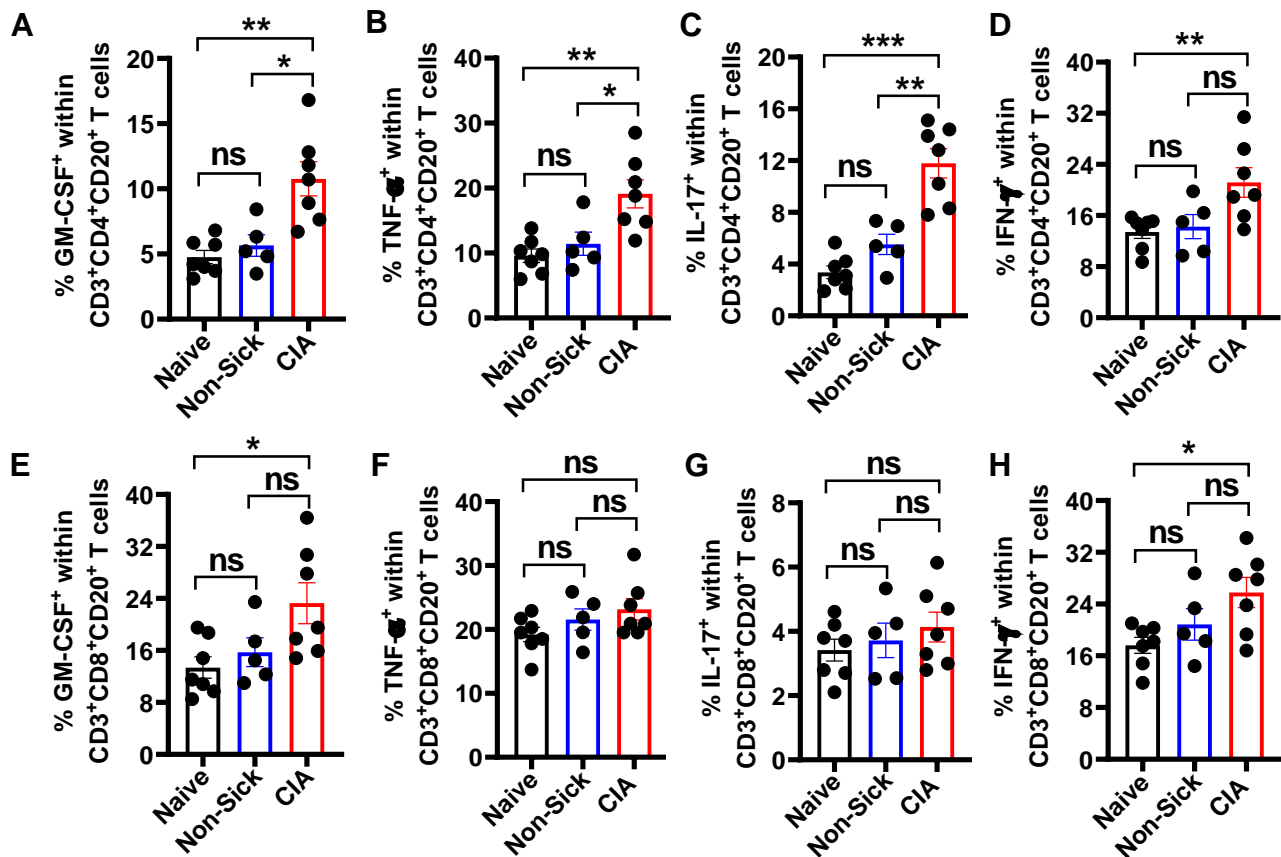 A
% GM-CSF⁺ within
CD3⁺CD4⁺CD20⁺ T cells
**
*
ns
20
15
10
5
0
Naive
Non-Sick
CIA
B
% TNF-α⁺ within
CD3⁺CD4⁺CD20⁺ T cells
**
*
ns
40
30
20
10
0
Naive
Non-Sick
CIA
C
% IL-17⁺ within
CD3⁺CD4⁺CD20⁺ T cells
***
**
ns
20
16
12
8
4
0
Naive
Non-Sick
CIA
D
% IFN-γ⁺ within
CD3⁺CD4⁺CD20⁺ T cells
**
ns
ns
40
32
24
16
8
0
Naive
Non-Sick
CIA
E
% GM-CSF⁺ within
CD3⁺CD8⁺CD20⁺ T cells
*
ns
ns
40
32
24
16
8
0
Naive
Non-Sick
CIA
F
% TNF-α⁺ within
CD3⁺CD8⁺CD20⁺ T cells
ns
ns
ns
40
30
20
10
0
Naive
Non-Sick
CIA
G
% IL-17⁺ within
CD3⁺CD8⁺CD20⁺ T cells
ns
ns
ns
8
6
4
2
0
Naive
Non-Sick
CIA
H
% IFN-γ⁺ within
CD3⁺CD8⁺CD20⁺ T cells
*
ns
ns
40
32
24
16
8
0
Naive
Non-Sick
CIA